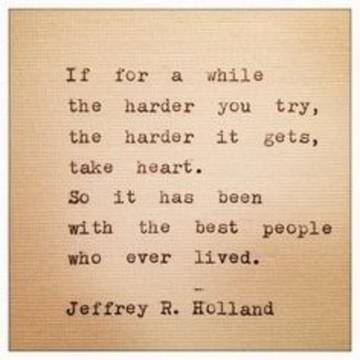 If for a while
the harder you try,
the harder it gets,
take heart.
So it has been
with the best people
who ever lived.
Jeffrey R. Holland